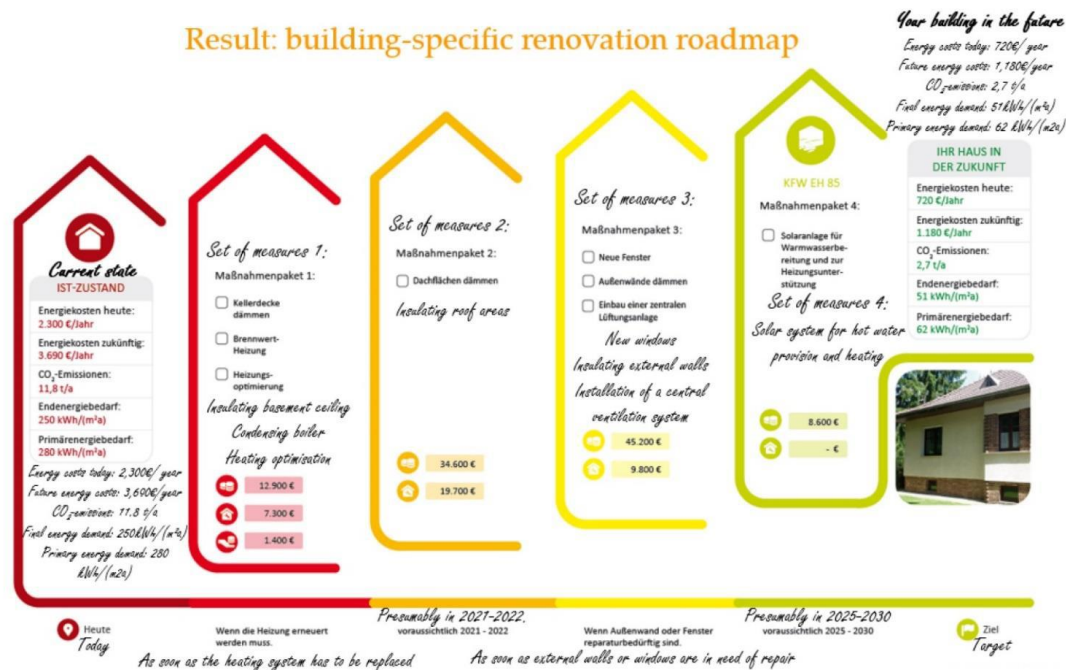 Result: building-specific renovation roadmap
Your building in the future
Energy costs today: 720€/ year
Future energy costs: 1,180€/year
CO₂-emissions: 2,7 t/a
Final energy demand: 51kWh/(m²a)
Primary energy demand: 62 kWh/(m2a)
IHR HAUS IN
DER ZUKUNFT
Energiekosten heute:
720 €/Jahr
Energiekosten zukünftig:
1.180 €/Jahr
CO₂-Emissionen:
2,7 t/a
Endenergiebedarf:
51 kWh/(m²a)
Primärenergiebedarf:
62 kWh/(m²a)
Current state
IST-ZUSTAND
Energiekosten heute:
2.300 €/Jahr
Energiekosten zukünftig:
3.690 €/Jahr
CO₂-Emissionen:
11,8 t/a
Endenergiebedarf:
250 kWh/(m²a)
Primärenergiebedarf:
280 kWh/(m²a)
Energy costs today: 2,300€/ year
Future energy costs: 3,690€/year
CO₂-emissions: 11.8 t/a
Final energy demand: 250kWh/(m²a)
Primary energy demand: 280
kWh/(m2a)
Set of measures 1:
Maßnahmenpaket 1:
Kellerdecke
dämmen
Brennwert-
Heizung
Heizungs-
optimierung
Insulating basement ceiling
Condensing boiler
Heating optimisation
12.900 €
7.300 €
1.400 €
Set of measures 2:
Maßnahmenpaket 2:
Dachflächen dämmen
Insulating roof areas
34.600 €
19.700 €
Set of measures 3:
Maßnahmenpaket 3:
Neue Fenster
Außenwände dämmen
Einbau einer zentralen
Lüftungsanlage
New windows
Insulating external walls
Installation of a central
ventilation system
45.200 €
9.800 €
KFW EH 85
Maßnahmenpaket 4:
Solaranlage für
Warmwasserbe-
reitung und zur
Heizungsunter-
stützung
Set of measures 4:
Solar system for hot water
provision and heating
8.600 €
- €
Heute
Today
Wenn die Heizung erneuert
werden muss.
As soon as the heating system has to be replaced
Presumably in 2021-2022
voraussichtlich 2021 - 2022
Wenn Außenwand oder Fenster
reparaturbedürftig sind.
As soon as external walls or windows are in need of repair
Presumably in 2025-2030
voraussichtlich 2025 - 2030
Ziel
Target